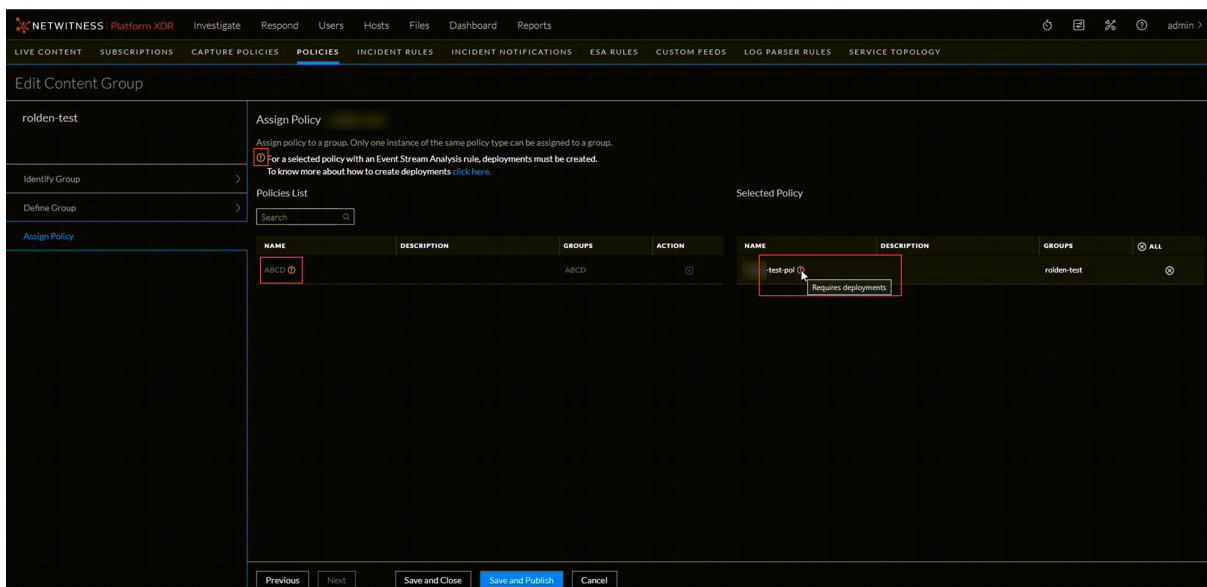 NETWITNESS Platform XDR Investigate Respond Users Hosts Files Dashboard Reports admin >
LIVE CONTENT SUBSCRIPTIONS CAPTURE POLICIES POLICIES INCIDENT RULES INCIDENT NOTIFICATIONS ESA RULES CUSTOM FEEDS LOG PARSER RULES SERVICE TOPOLOGY
Edit Content Group
rolden-test
Identify Group
Define Group
Assign Policy
Assign Policy
Assign policy to a group. Only one instance of the same policy type can be assigned to a group.
For a selected policy with an Event Stream Analysis rule, deployments must be created.
To know more about how to create deployments click here.
Policies List
Search
NAME DESCRIPTION GROUPS ACTION
ABCD ABCD
Selected Policy
NAME DESCRIPTION GROUPS ALL
-test-pol rolden-test
Requires deployments
Previous Next Save and Close Save and Publish Cancel